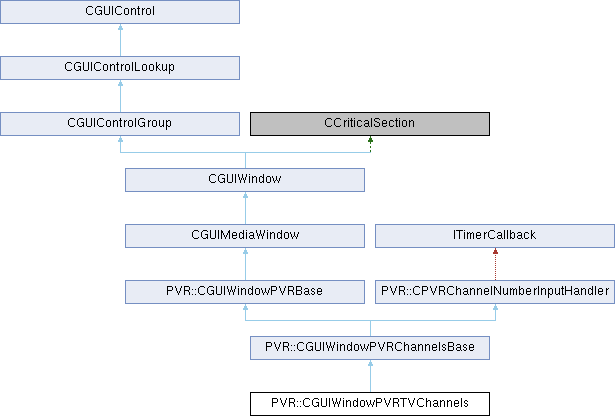 CGUIControl
CGUIControlLookup
CGUIControlGroup
CCriticalSection
CGUIWindow
CGUIMediaWindow
ITimerCallback
PVR::CGUIWindowPVRBase
PVR::CPVRChannelNumberInputHandler
PVR::CGUIWindowPVRChannelsBase
PVR::CGUIWindowPVRTVChannels